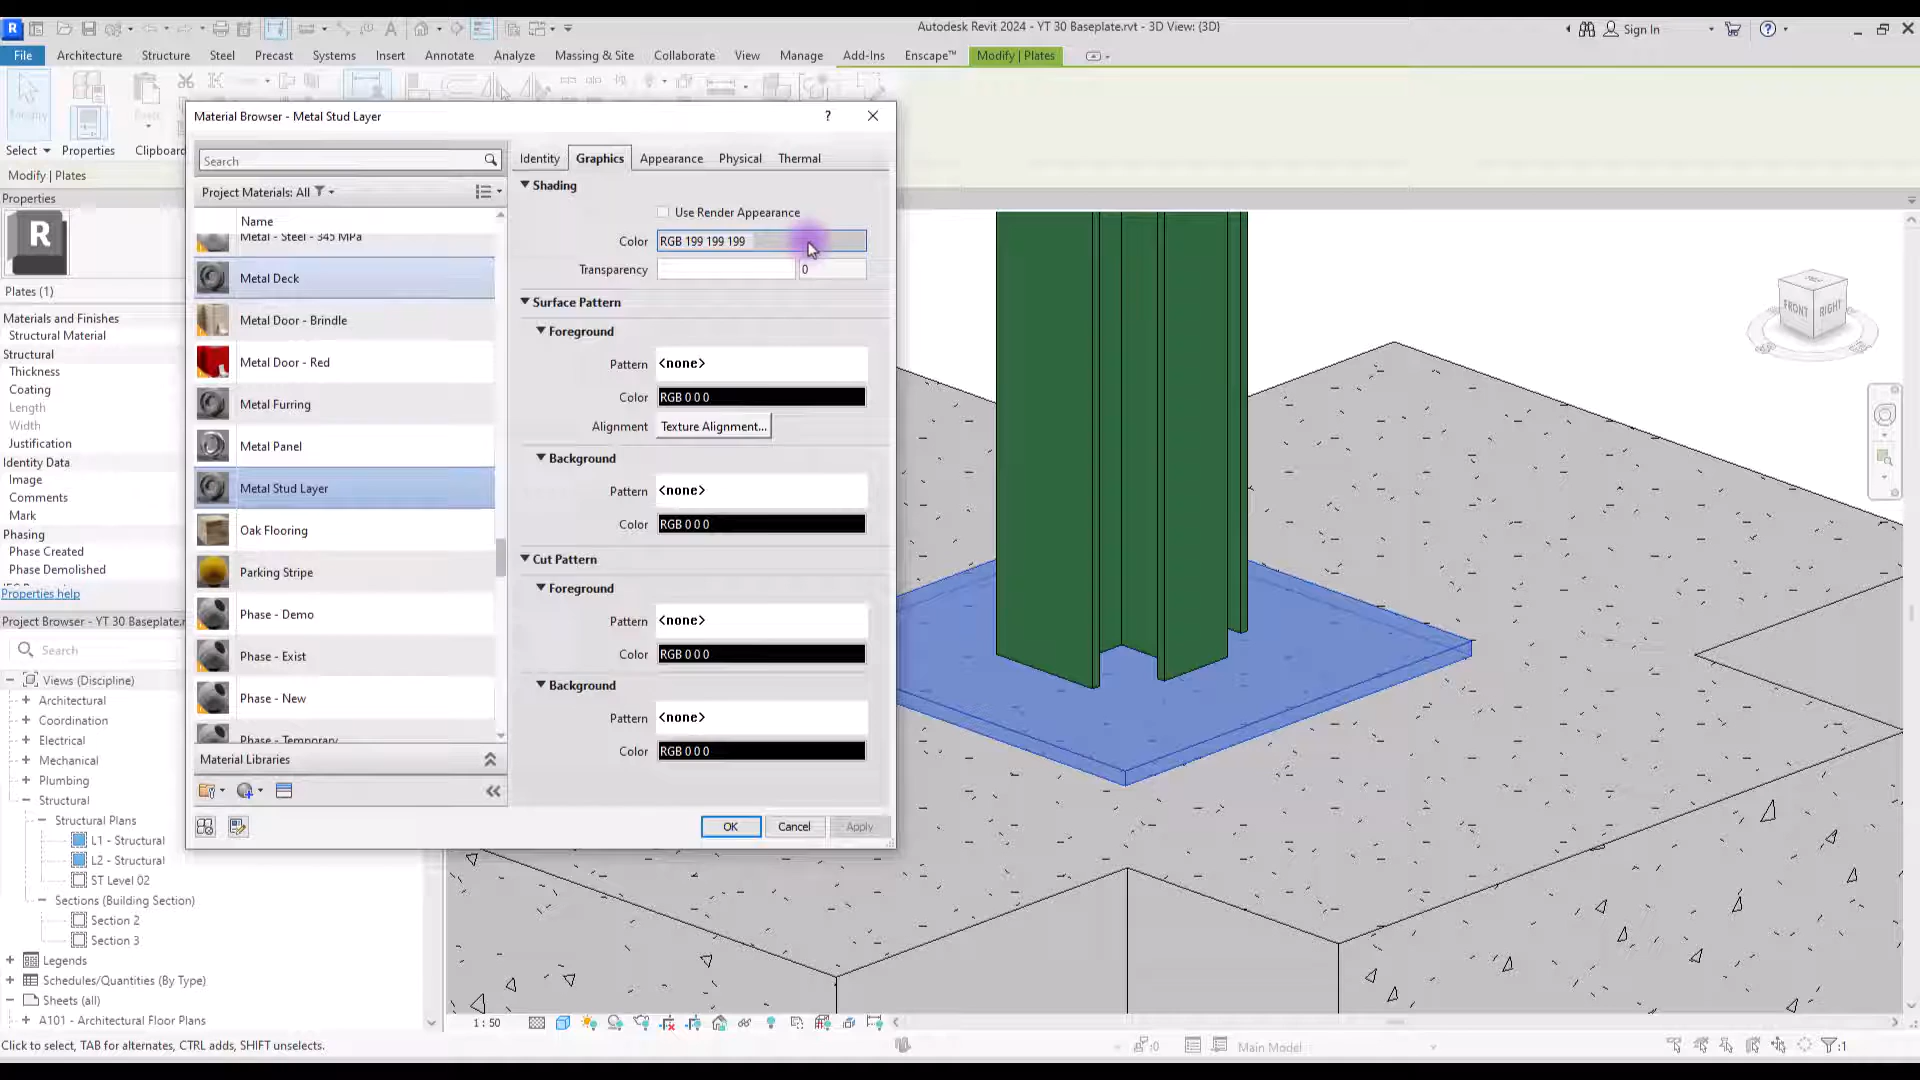 Autodesk Revit 2024 - YT 30 Baseplate.rvt - 3D View: {3D}
Sign In
File
Architecture
Structure
Steel
Precast
Systems
Insert
Annotate
Analyze
Massing & Site
Collaborate
View
Manage
Add-Ins
Enscape™
Modify | Plates
Modify
Paste
Select
Properties
Clipboard
Modify | Plates
Properties
R
Plates (1)
Materials and Finishes
Structural Material
Structural
Thickness
Coating
Length
Width
Justification
Identity Data
Image
Comments
Mark
Phasing
Phase Created
Phase Demolished
Properties help
Project Browser - YT 30 Baseplate.r
Search
Views (Discipline)
Architectural
Coordination
Electrical
Mechanical
Plumbing
Structural
Structural Plans
L1 - Structural
L2 - Structural
ST Level 02
Sections (Building Section)
Section 2
Section 3
Legends
Schedules/Quantities (By Type)
Sheets (all)
A101 - Architectural Floor Plans
Material Browser - Metal Stud Layer
Search
Project Materials: All
Name
Metal - Steel - 345 MPa
Metal Deck
Metal Door - Brindle
Metal Door - Red
Metal Furring
Metal Panel
Metal Stud Layer
Oak Flooring
Parking Stripe
Phase - Demo
Phase - Exist
Phase - New
Phase - Temporary
Material Libraries
Identity
Graphics
Appearance
Physical
Thermal
Shading
Use Render Appearance
Color RGB 199 199 199
Transparency 0
Surface Pattern
Foreground
Pattern <none>
Color RGB 0 0 0
Alignment Texture Alignment...
Background
Pattern <none>
Color RGB 0 0 0
Cut Pattern
Foreground
Pattern <none>
Color RGB 0 0 0
Background
Pattern <none>
Color RGB 0 0 0
OK
Cancel
Apply
FRONT
RIGHT
1 : 50
Click to select, TAB for alternates, CTRL adds, SHIFT unselects.
:0
Main Model
:1